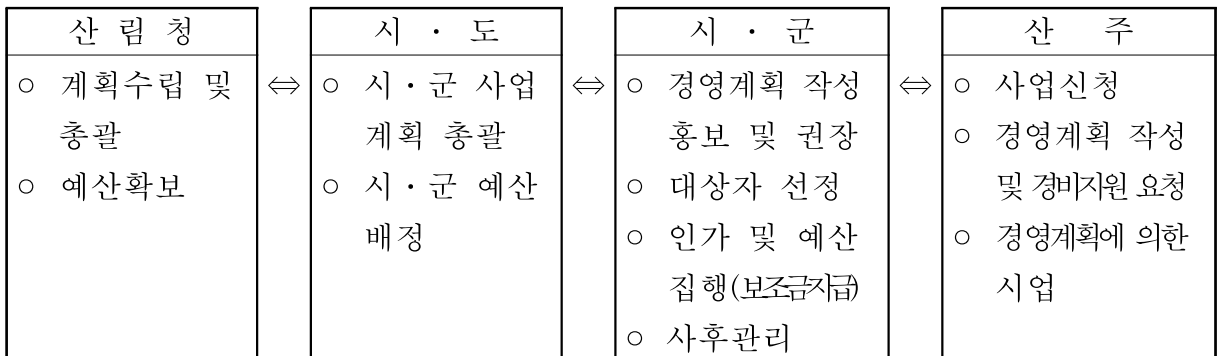 산 림 청
○ 계획수립 및
총괄
○ 예산확보
⇔
시 · 도
○ 시·군 사업
계획 총괄
○ 시·군 예산
배정
⇔
시 · 군
○ 경영계획 작성
홍보 및 권장
○ 대상자 선정
○ 인가 및 예산
집행(보조금지급)
○ 사후관리
⇔
산 주
○ 사업신청
○ 경영계획 작성
및 경비지원 요청
○ 경영계획에 의한
시업